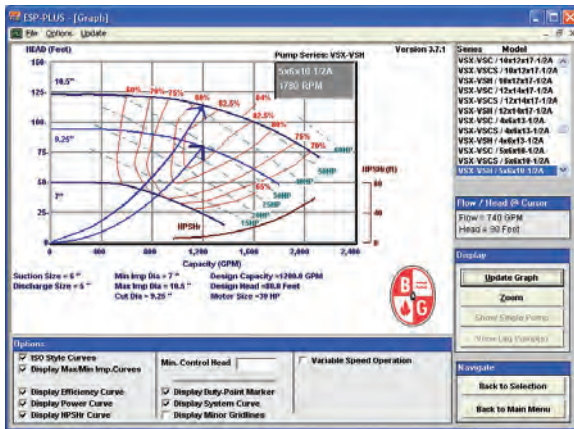 ESP-PLUS - [Graph]
File Options Update
HEAD (Feet)
Pump Series: VSX-VSH
Version 3.7.1
5x6x10 1/2A
1780 RPM
150
125
100
75
50
25
0
10.5"
9.25"
7"
60% 70% 75% 80% 82.5% 84%
82.5%
80%
75%
70%
65%
60HP
50HP
30HP
25HP
20HP
15HP
NPSHr
NPSHr(ft)
0 400 800 1,200 1,600 2,000 2,400
Capacity (GPM)
Suction Size = 6 " Min Imp Dia = 7 " Design Capacity =1200.0 GPM
Discharge Size = 5 " Max Imp Dia = 10.5 " Design Head =80.0 Feet
Cut Dia = 9.25 " Motor Size =30 HP
B G
Series Model
VSX-VSC / 10x12x17-1/2A
VSX-VSCS / 10x12x17-1/2A
VSX-VSH / 10x12x17-1/2A
VSX-VSC / 12x14x17-1/2A
VSX-VSCS / 12x14x17-1/2A
VSX-VSH / 12x14x17-1/2A
VSX-VSC / 4x6x13-1/2A
VSX-VSCS / 4x6x13-1/2A
VSX-VSH / 4x6x13-1/2A
VSX-VSC / 5x6x10-1/2A
VSX-VSCS / 5x6x10-1/2A
VSX-VSH / 5x6x10-1/2A
Flow / Head @ Cursor
Flow = 740 GPM
Head = 90 Feet
Display
Update Graph
Zoom
Show Single Pump
Navigate
Back to Selection
Back to Main Menu
Options
ISO Style Curves
Display Max/Min Imp.Curves
Display Efficiency Curve
Display Power Curve
Display NPSHr Curve
Min. Control Head
Display Duty-Point Marker
Display System Curve
Display Minor Gridlines
Variable Speed Operation